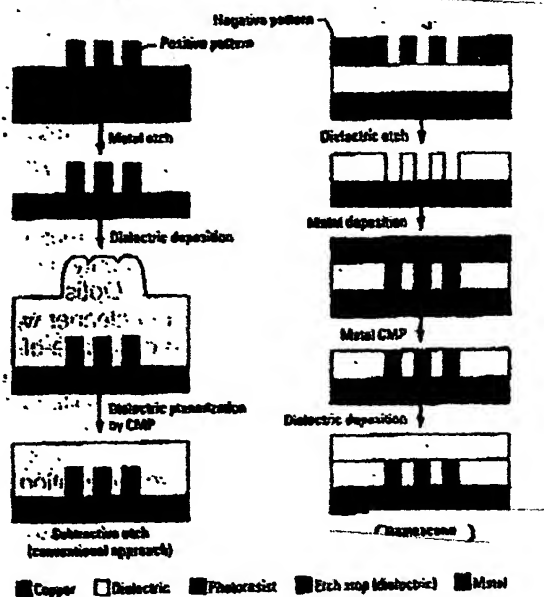 Negative pattern
Positive pattern
Metal etch
Dielectric etch
Dielectric deposition
Metal deposition
Metal CMP
Dielectric planarization
by CMP
Dielectric deposition
Subtractive etch
(conventional approach)
Damascene
Copper Dielectric Photoresist Etch stop (dielectric) Metal